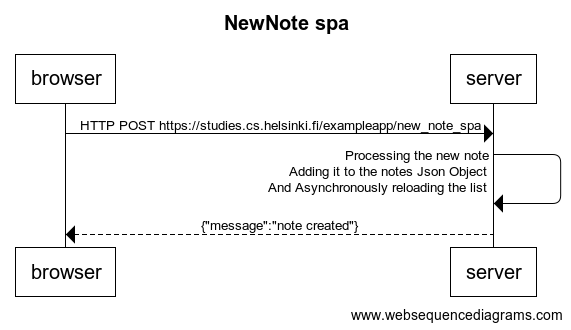 NewNote spa
browser
server
HTTP POST https://studies.cs.helsinki.fi/exampleapp/new_note_spa
Processing the new note
Adding it to the notes Json Object
And Asynchronously reloading the list
{"message":"note created"}
browser
server
www.websequencediagrams.com